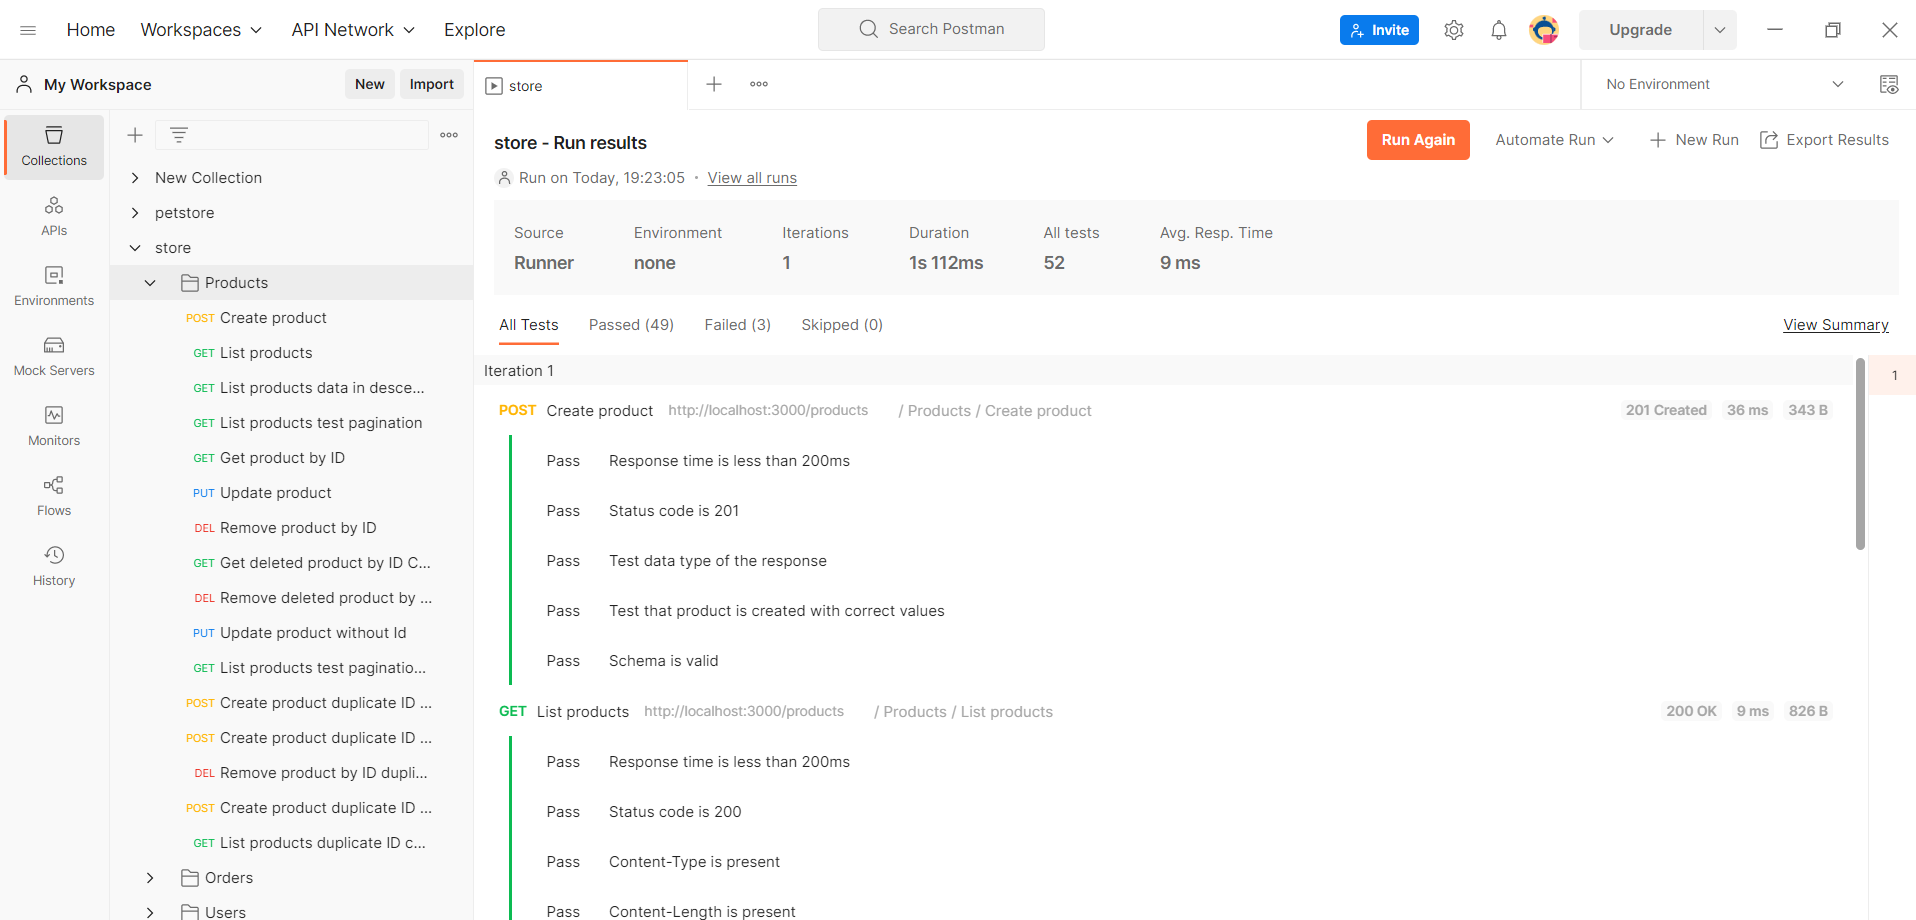 Home Workspaces API Network Explore Search Postman Invite Upgrade
My Workspace New Import store No Environment
Collections
APIs
Environments
Mock Servers
Monitors
Flows
History
New Collection
petstore
store
Products
POST Create product
GET List products
GET List products data in desce...
GET List products test pagination
GET Get product by ID
PUT Update product
DEL Remove product by ID
GET Get deleted product by ID C...
DEL Remove deleted product by ...
PUT Update product without Id
GET List products test paginatio...
POST Create product duplicate ID ...
POST Create product duplicate ID ...
DEL Remove product by ID dupli...
POST Create product duplicate ID ...
GET List products duplicate ID c...
Orders
Users
store - Run results Run Again Automate Run New Run Export Results
Run on Today, 19:23:05 · View all runs
Source Environment Iterations Duration All tests Avg. Resp. Time
Runner none 1 1s 112ms 52 9 ms
All Tests Passed (49) Failed (3) Skipped (0) View Summary
Iteration 1 1
POST Create product http://localhost:3000/products / Products / Create product 201 Created 36 ms 343 B
Pass Response time is less than 200ms
Pass Status code is 201
Pass Test data type of the response
Pass Test that product is created with correct values
Pass Schema is valid
GET List products http://localhost:3000/products / Products / List products 200 OK 9 ms 826 B
Pass Response time is less than 200ms
Pass Status code is 200
Pass Content-Type is present
Pass Content-Length is present